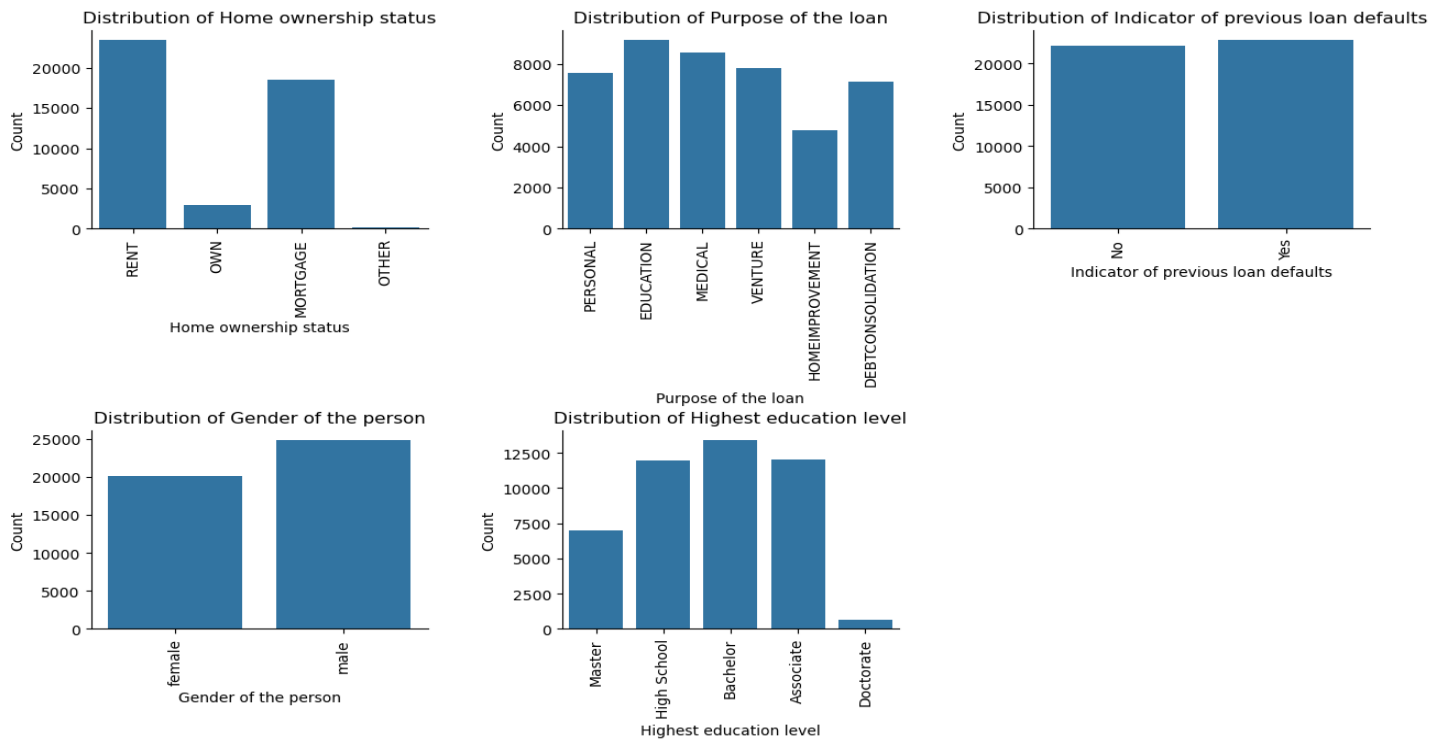 Distribution of Home ownership status
Count
20000
15000
10000
5000
0
RENT
OWN
MORTGAGE
OTHER
Home ownership status
Distribution of Purpose of the loan
Count
8000
6000
4000
2000
0
PERSONAL
EDUCATION
MEDICAL
VENTURE
HOMEIMPROVEMENT
DEBTCONSOLIDATION
Purpose of the loan
Distribution of Indicator of previous loan defaults
Count
20000
15000
10000
5000
0
No
Yes
Indicator of previous loan defaults
Distribution of Gender of the person
Count
25000
20000
15000
10000
5000
0
female
male
Gender of the person
Distribution of Highest education level
Count
12500
10000
7500
5000
2500
0
Master
High School
Bachelor
Associate
Doctorate
Highest education level